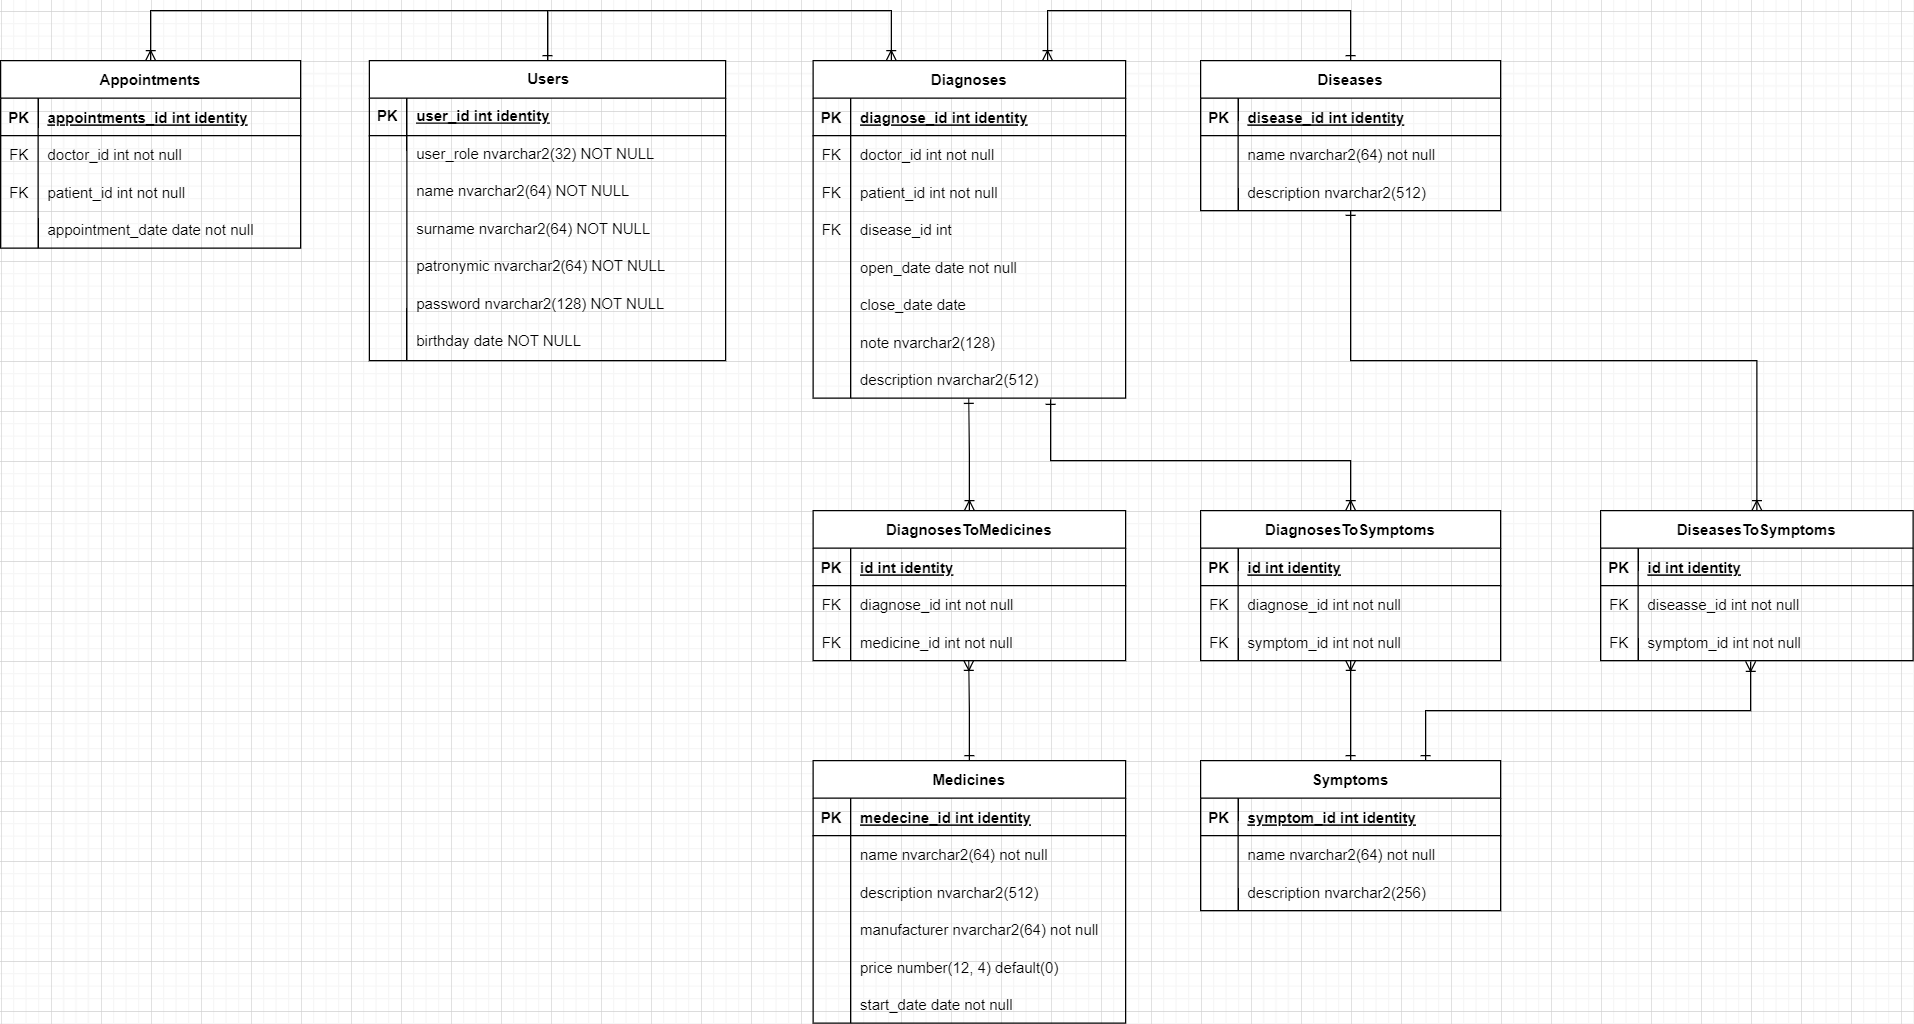 Appointments
PK appointments_id int identity
FK doctor_id int not null
FK patient_id int not null
appointment_date date not null
Users
PK user_id int identity
user_role nvarchar2(32) NOT NULL
name nvarchar2(64) NOT NULL
surname nvarchar2(64) NOT NULL
patronymic nvarchar2(64) NOT NULL
password nvarchar2(128) NOT NULL
birthday date NOT NULL
Diagnoses
PK diagnose_id int identity
FK doctor_id int not null
FK patient_id int not null
FK disease_id int
open_date date not null
close_date date
note nvarchar2(128)
description nvarchar2(512)
Diseases
PK disease_id int identity
name nvarchar2(64) not null
description nvarchar2(512)
DiagnosesToMedicines
PK id int identity
FK diagnose_id int not null
FK medicine_id int not null
DiagnosesToSymptoms
PK id int identity
FK diagnose_id int not null
FK symptom_id int not null
DiseasesToSymptoms
PK id int identity
FK diseasse_id int not null
FK symptom_id int not null
Medicines
PK medecine_id int identity
name nvarchar2(64) not null
description nvarchar2(512)
manufacturer nvarchar2(64) not null
price number(12, 4) default(0)
start_date date not null
Symptoms
PK symptom_id int identity
name nvarchar2(64) not null
description nvarchar2(256)